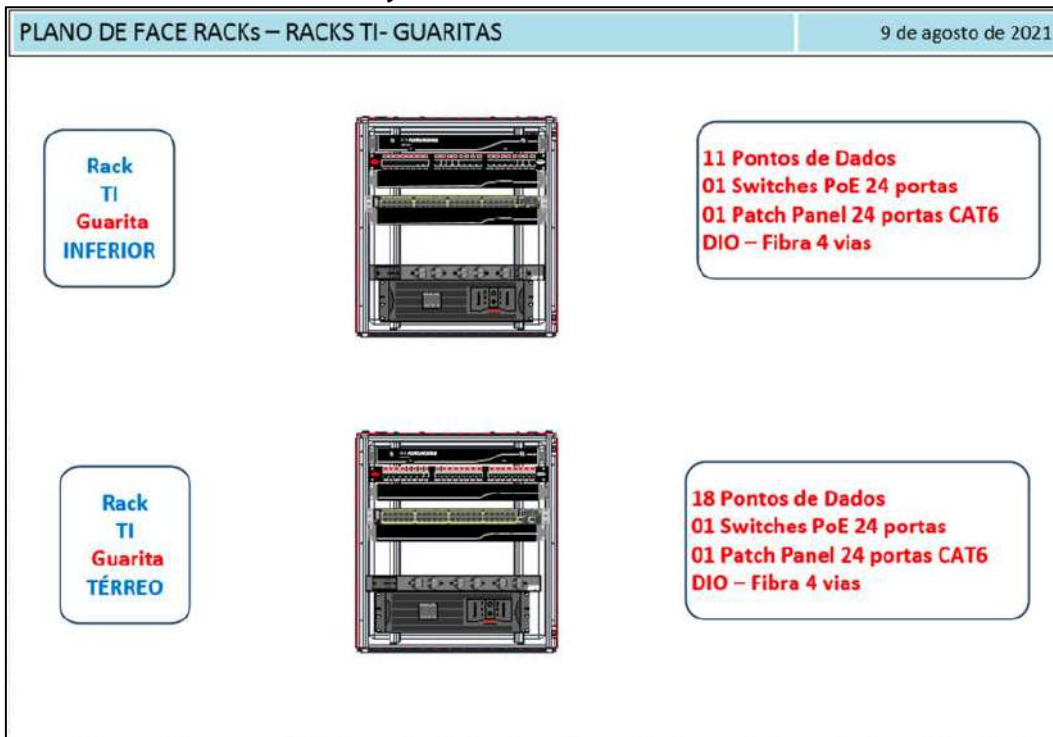 PLANO DE FACE RACKs – RACKS TI- GUARITAS
9 de agosto de 2021
Rack
TI
Guarita
INFERIOR
11 Pontos de Dados
01 Switches PoE 24 portas
01 Patch Panel 24 portas CAT6
DIO – Fibra 4 vias
Rack
TI
Guarita
TÉRREO
18 Pontos de Dados
01 Switches PoE 24 portas
01 Patch Panel 24 portas CAT6
DIO – Fibra 4 vias